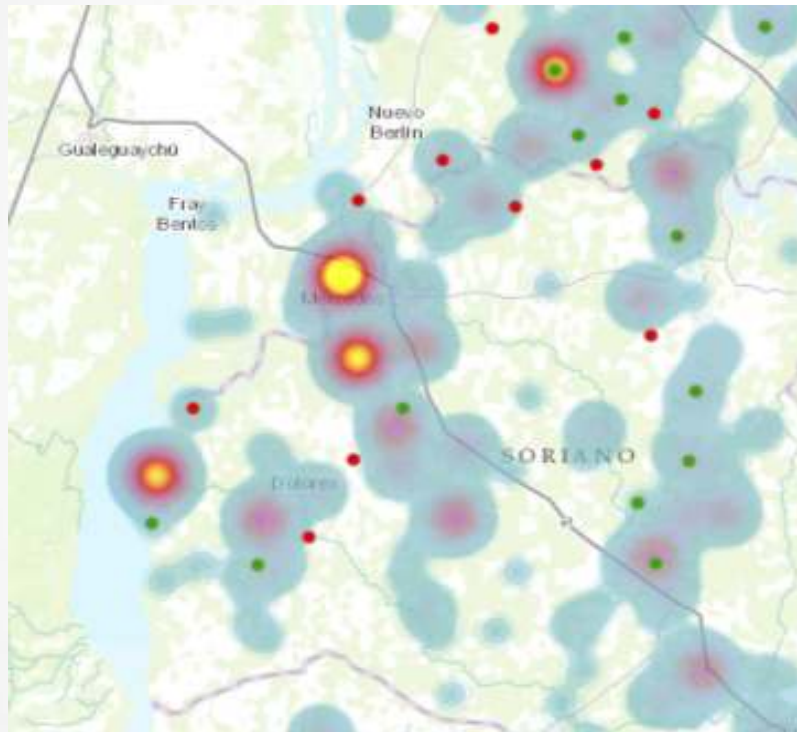 Nuevo
Berlín
Gualeguaychú
Fray
Bentos
SORIANO
Dolores